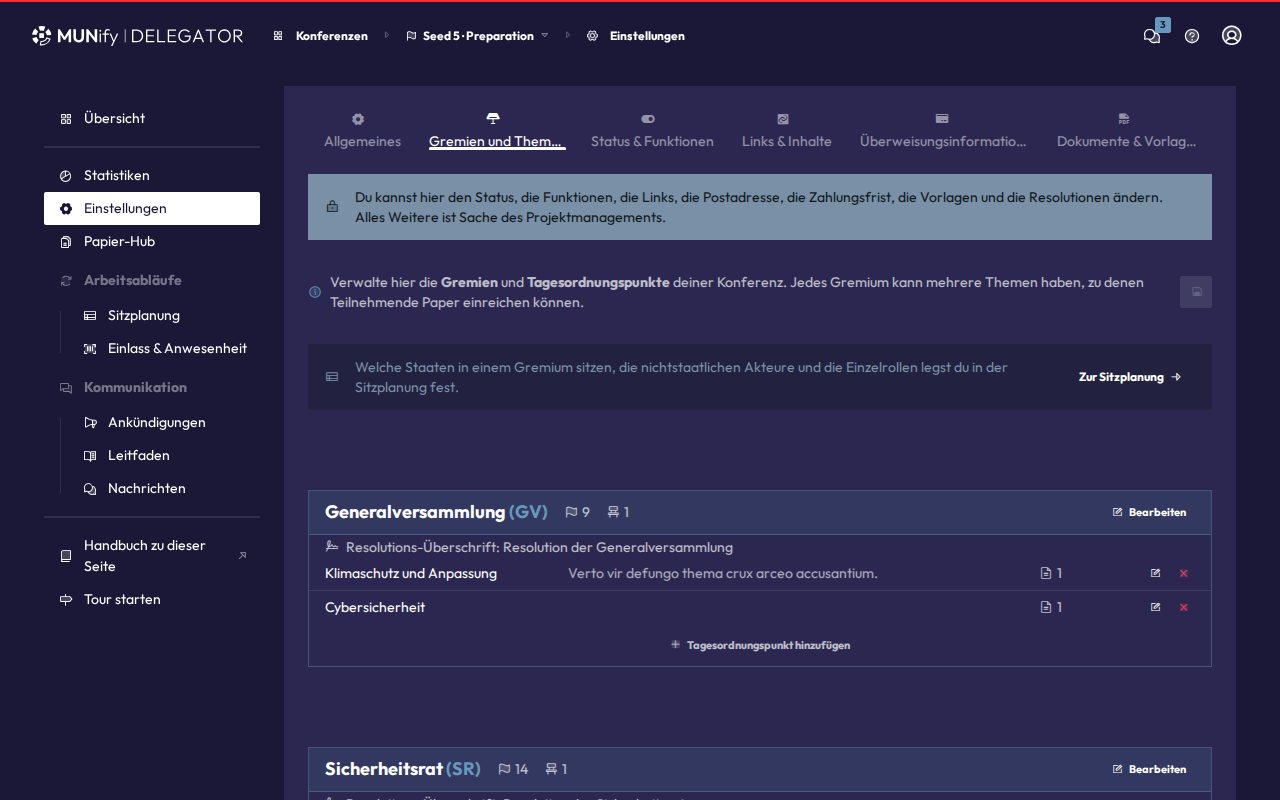 MUNify | DELEGATOR
Konferenzen
Seed 5 · Preparation
Einstellungen
3
Übersicht
Statistiken
Einstellungen
Papier-Hub
Arbeitsabläufe
Sitzplanung
Einlass & Anwesenheit
Kommunikation
Ankündigungen
Leitfaden
Nachrichten
Handbuch zu dieser
Seite
Tour starten
Allgemeines
Gremien und Them...
Status & Funktionen
Links & Inhalte
Überweisungsinformatio...
Dokumente & Vorlag...
Du kannst hier den Status, die Funktionen, die Links, die Postadresse, die Zahlungsfrist, die Vorlagen und die Resolutionen ändern.
Alles Weitere ist Sache des Projektmanagements.
Verwalte hier die Gremien und Tagesordnungspunkte deiner Konferenz. Jedes Gremium kann mehrere Themen haben, zu denen
Teilnehmende Paper einreichen können.
Welche Staaten in einem Gremium sitzen, die nichtstaatlichen Akteure und die Einzelrollen legst du in der
Sitzplanung fest.
Zur Sitzplanung
Generalversammlung (GV) 9 1
Bearbeiten
Resolutions-Überschrift: Resolution der Generalversammlung
Klimaschutz und Anpassung Verto vir defungo thema crux arceo accusantium. 1
Cybersicherheit 1
Tagesordnungspunkt hinzufügen
Sicherheitsrat (SR) 14 1
Bearbeiten